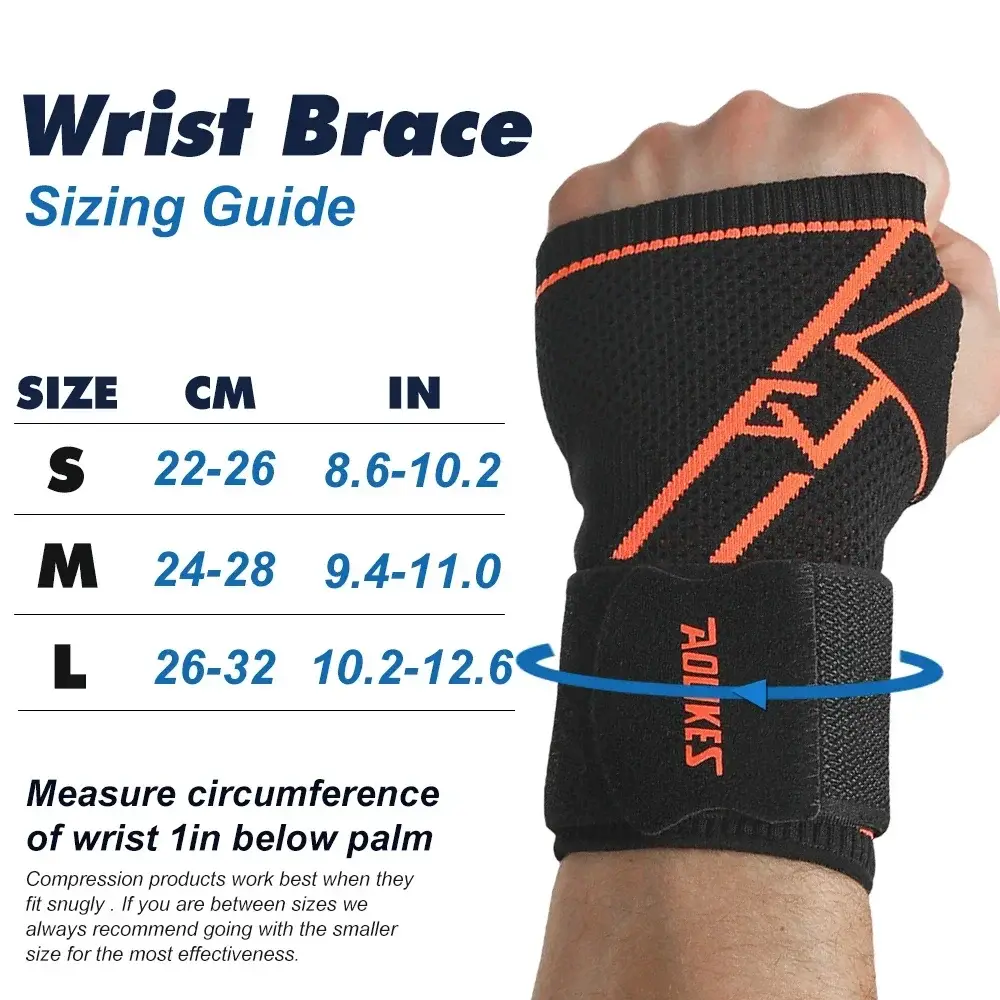 Wrist Brace
Sizing Guide
SIZE CM IN
S 22-26 8.6-10.2
M 24-28 9.4-11.0
L 26-32 10.2-12.6
AOLIKES
Measure circumference
of wrist 1in below palm
Compression products work best when they
fit snugly . If you are between sizes we
always recommend going with the smaller
size for the most effectiveness.